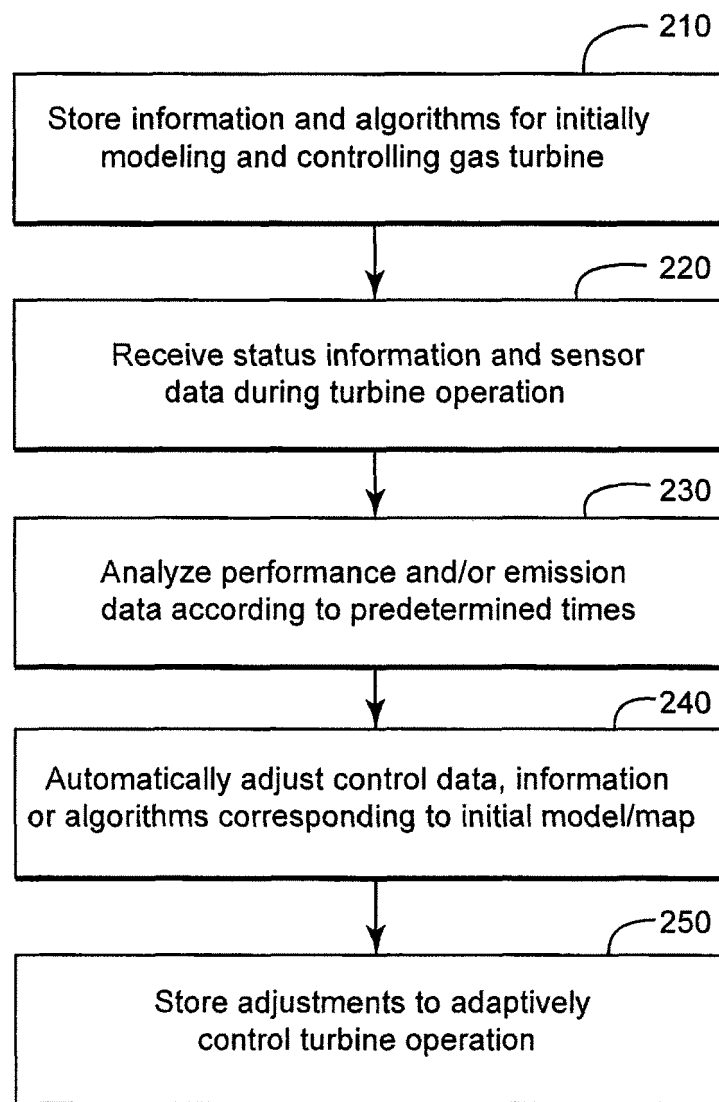 210
Store information and algorithms for initially
modeling and controlling gas turbine
220
Receive status information and sensor
data during turbine operation
230
Analyze performance and/or emission
data according to predetermined times
240
Automatically adjust control data, information
or algorithms corresponding to initial model/map
250
Store adjustments to adaptively
control turbine operation